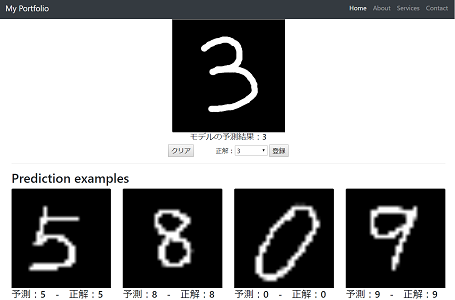 My Portfolio Home About Services Contact
3
モデルの予測結果：3
クリア 正解： 3 登録
Prediction examples
5 8 0 9
予測：5 - 正解：5 予測：8 - 正解：8 予測：0 - 正解：0 予測：9 - 正解：9